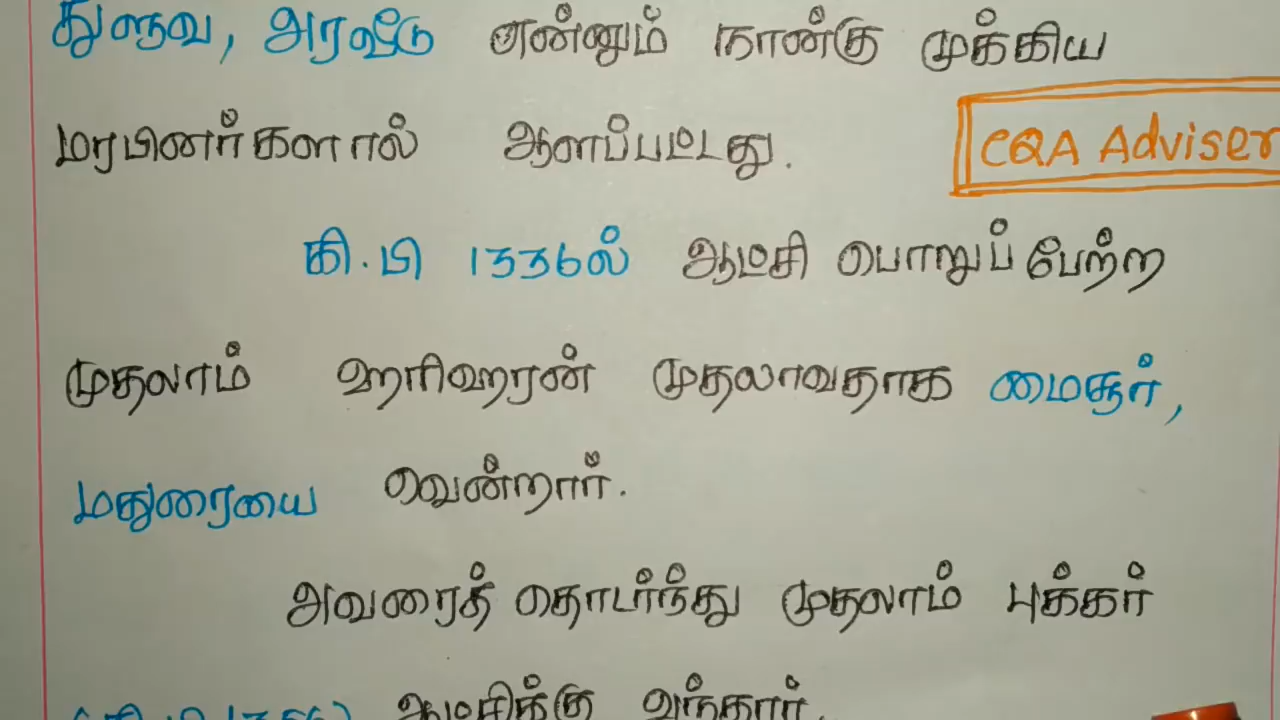 துளுவ, அரவீடு என்னும் நான்கு முக்கிய
மரபினர்களால் ஆளப்பட்டது.
CQA Adviser
கி.பி 1336ல் ஆட்சி பொறுப்பேற்ற
முதலாம் ஹரிஹரன் முதலாவதாக மைசூர்,
மதுரையை வென்றார்.
அவரைத் தொடர்ந்து முதலாம் புக்கர்
ஆட்சிக்கு வந்தார்.